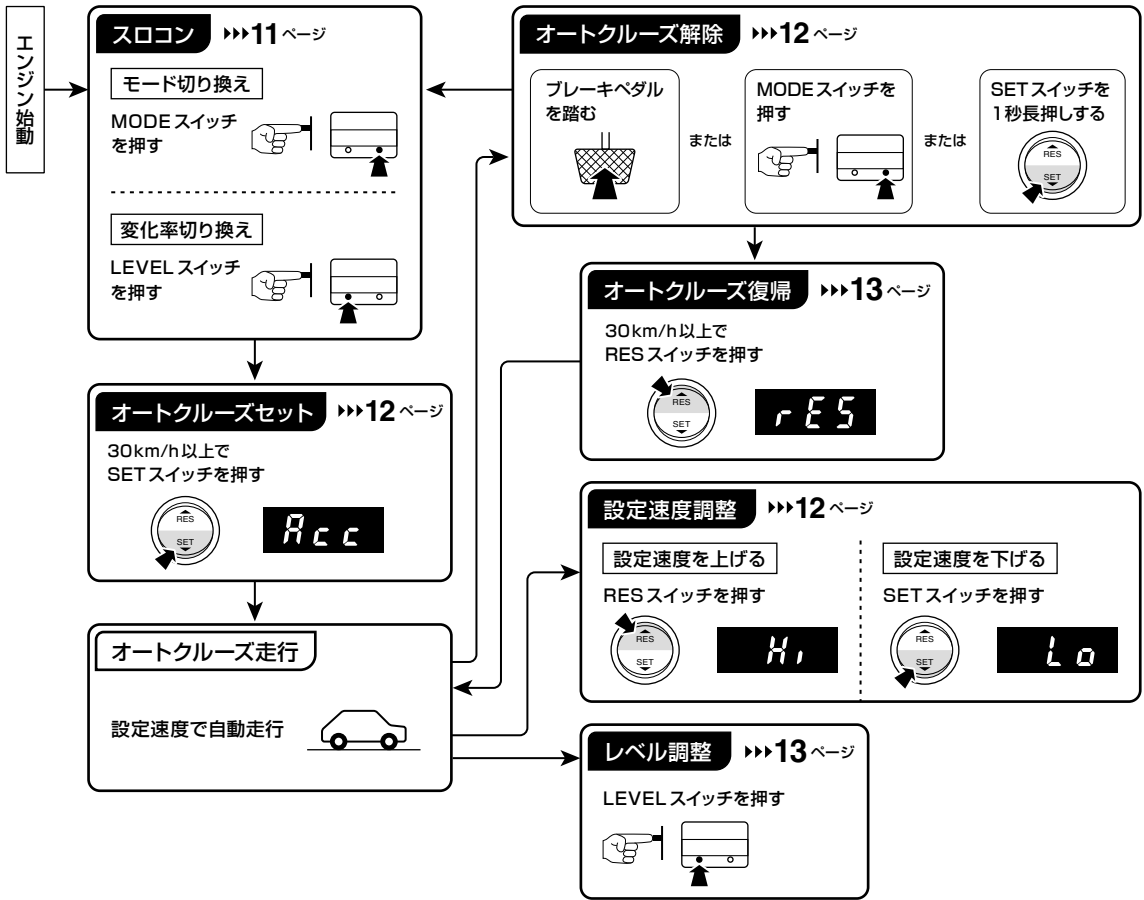 エンジン始動
スロコン ▸▸▸11ページ
モード切り換え
MODEスイッチ
を押す
変化率切り換え
LEVELスイッチ
を押す
オートクルーズ解除 ▸▸▸12ページ
ブレーキペダル
を踏む
または
MODEスイッチを
押す
または
SETスイッチを
1秒長押しする
RES
SET
オートクルーズ復帰 ▸▸▸13ページ
30km/h以上で
RESスイッチを押す
RES
SET
rES
オートクルーズセット ▸▸▸12ページ
30km/h以上で
SETスイッチを押す
RES
SET
Acc
オートクルーズ走行
設定速度で自動走行
設定速度調整 ▸▸▸12ページ
設定速度を上げる
RESスイッチを押す
RES
SET
Hi
設定速度を下げる
SETスイッチを押す
RES
SET
Lo
レベル調整 ▸▸▸13ページ
LEVELスイッチを押す